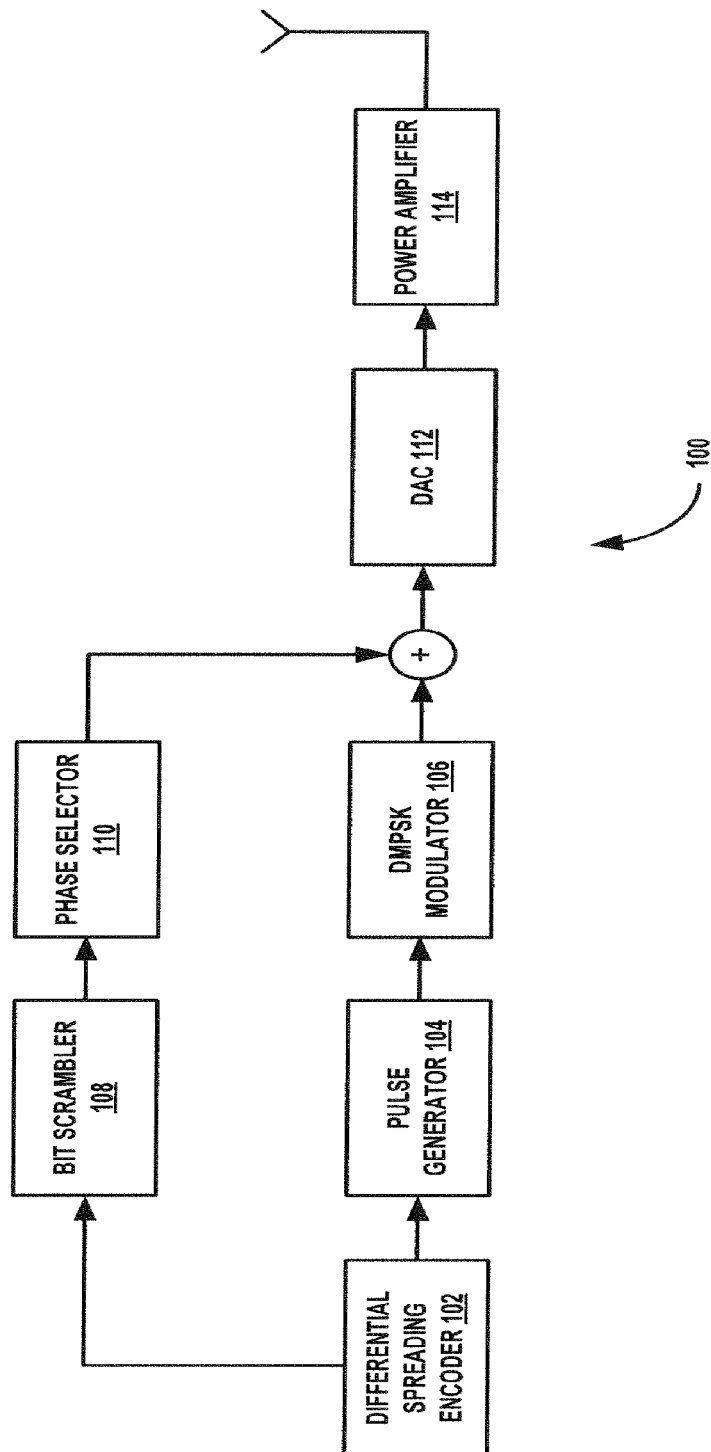 DIFFERENTIAL
SPREADING
ENCODER 102
BIT SCRAMBLER
108
PHASE SELECTOR
110
PULSE
GENERATOR 104
DMPSK
MODULATOR 106
+
DAC 112
POWER AMPLIFIER
114
100